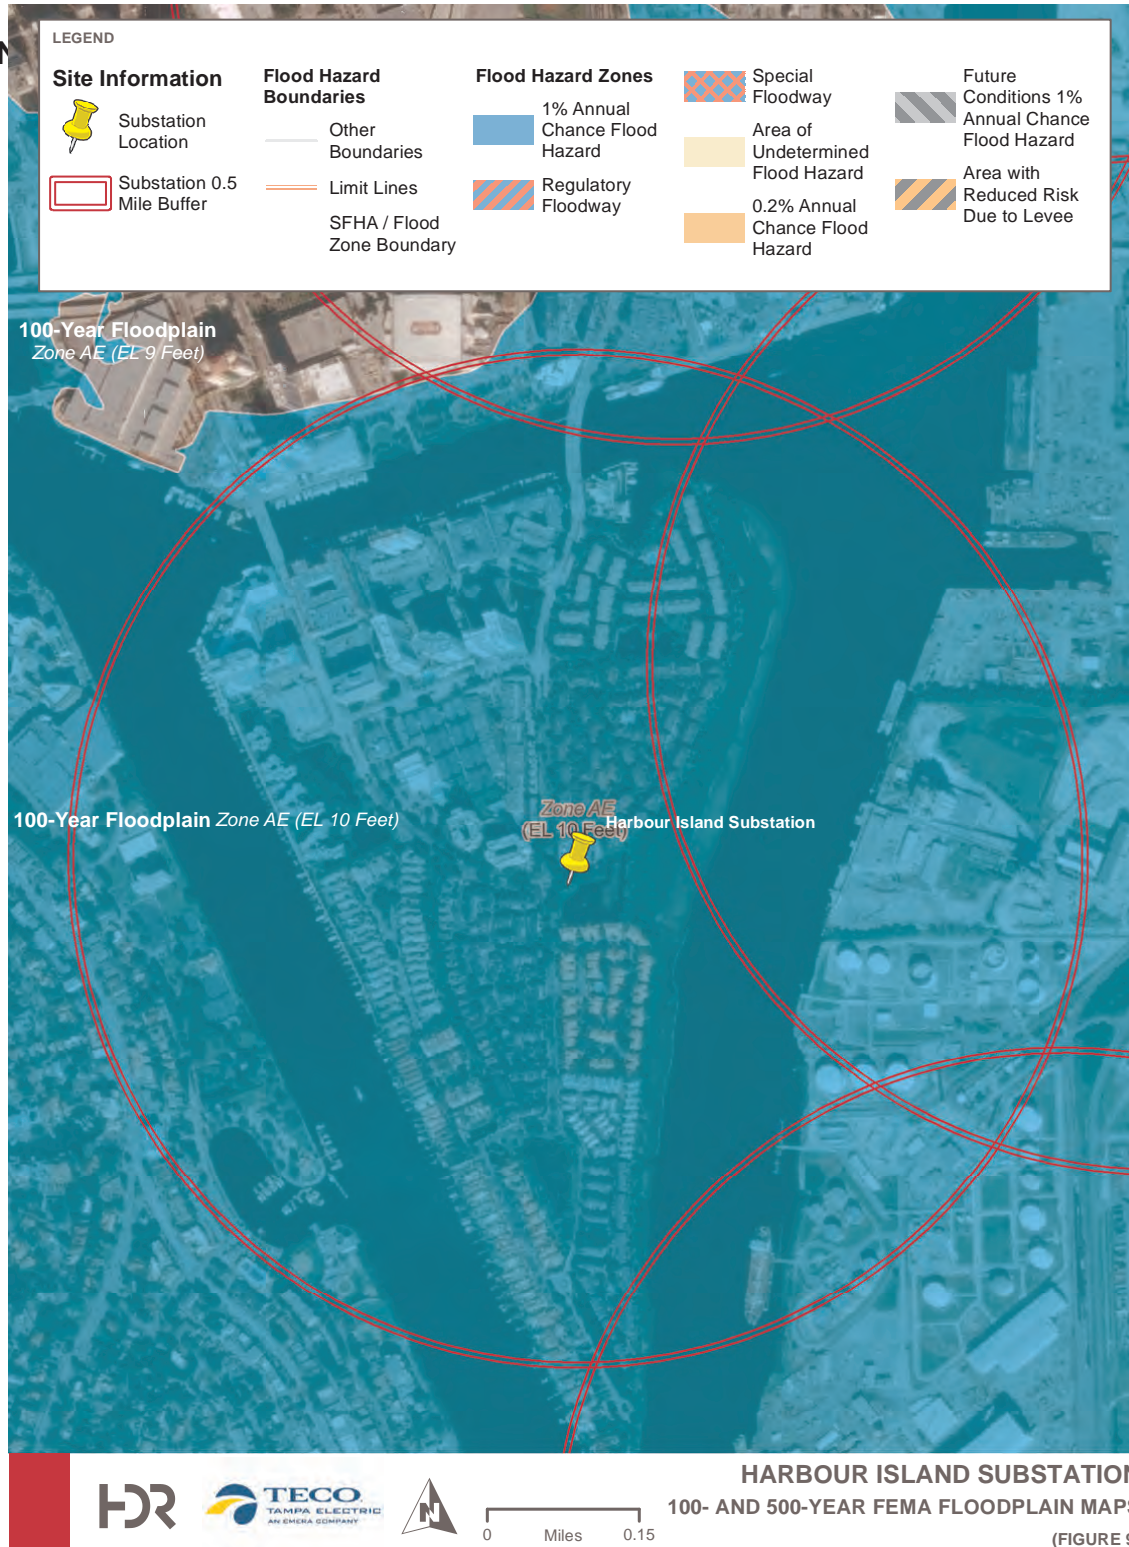 N
LEGEND
Site Information
Substation
Location
Substation 0.5
Mile Buffer
Flood Hazard
Boundaries
Other
Boundaries
Limit Lines
SFHA / Flood
Zone Boundary
Flood Hazard Zones
1% Annual
Chance Flood
Hazard
Regulatory
Floodway
Special
Floodway
Area of
Undetermined
Flood Hazard
0.2% Annual
Chance Flood
Hazard
Future
Conditions 1%
Annual Chance
Flood Hazard
Area with
Reduced Risk
Due to Levee
100-Year Floodplain
Zone AE (EL 9 Feet)
100-Year Floodplain Zone AE (EL 10 Feet)
Zone AE
(EL 10 Feet)
Harbour Island Substation
HDR
TECO
TAMPA ELECTRIC
AN EMERA COMPANY
N
0 Miles 0.15
HARBOUR ISLAND SUBSTATION
100- AND 500-YEAR FEMA FLOODPLAIN MAPS
(FIGURE 9